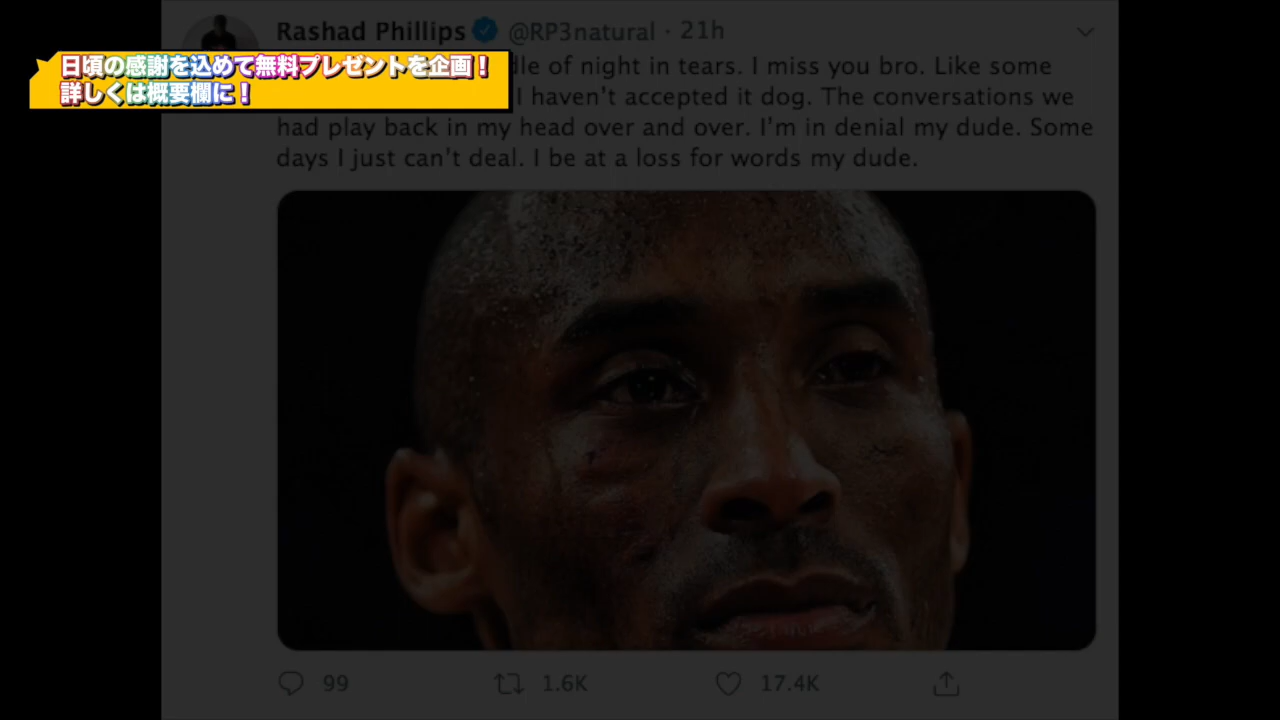 Rashad Phillips @RP3natural · 21h
日頃の感謝を込めて無料プレゼントを企画！
詳しくは概要欄に！
dle of night in tears. I miss you bro. Like some
I haven't accepted it dog. The conversations we
had play back in my head over and over. I'm in denial my dude. Some
days I just can't deal. I be at a loss for words my dude.
99 1.6K 17.4K